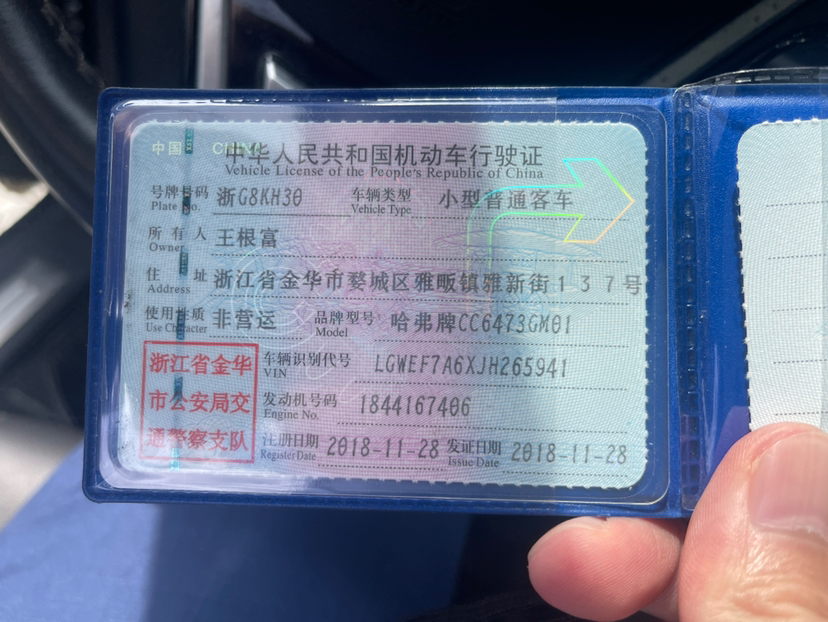 中国 CHINA
中华人民共和国机动车行驶证
Vehicle License of the People's Republic of China
号牌号码 浙G8KH30 车辆类型 小型普通客车
Plate No. Vehicle Type
所有人 王根富
Owner
住址 浙江省金华市婺城区雅畈镇雅新街137号
Address
使用性质 非营运 品牌型号 哈弗牌CC6473GM01
Use Character Model
浙江省金华
市公安局交
通警察支队
车辆识别代号 LGWEF7A6XJH265941
VIN
发动机号码 1844167406
Engine No.
注册日期 2018-11-28 发证日期 2018-11-28
Register Date Issue Date